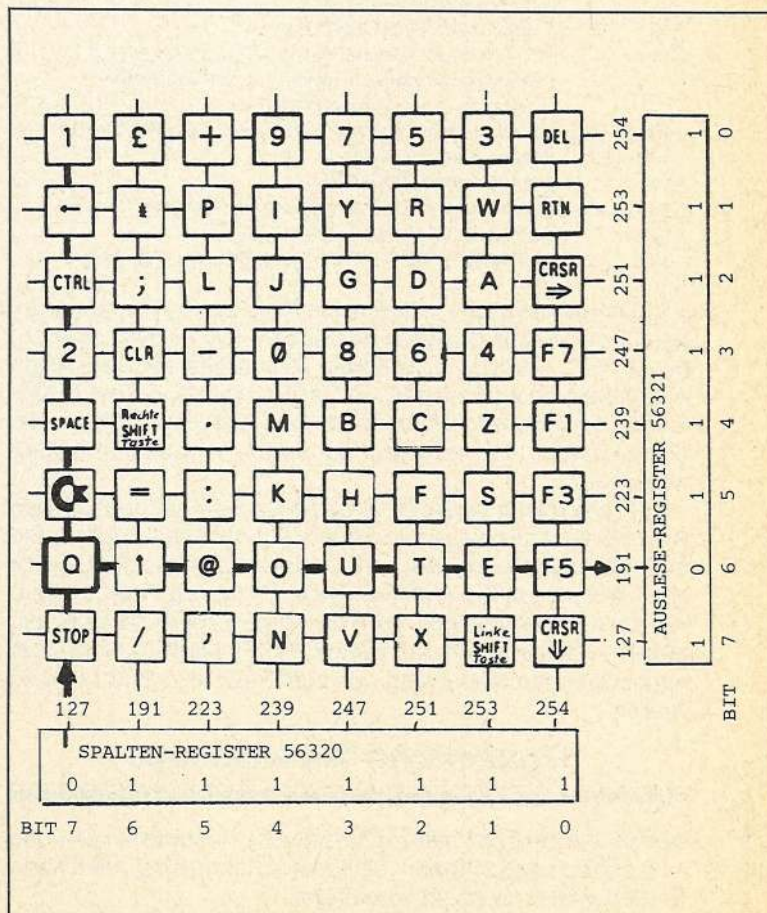 1 £ + 9 7 5 3 DEL 254 1 0
← * P I Y R W RTN 253 1 1
CTRL ; L J G D A CRSR ⇒ 251 1 2
2 CLR - Ø 8 6 4 F7 247 1 3
SPACE Rechte SHIFT Taste . M B C Z F1 239 1 4
= : K H F S F3 223 1 5
Q ↑ @ O U T E F5 191 0 6
STOP / , N V X Linke SHIFT Taste CRSR ⇓ 127 1 7
AUSLESE-REGISTER 56321
BIT
127 191 223 239 247 251 253 254
SPALTEN-REGISTER 56320
0 1 1 1 1 1 1 1
BIT 7 6 5 4 3 2 1 0